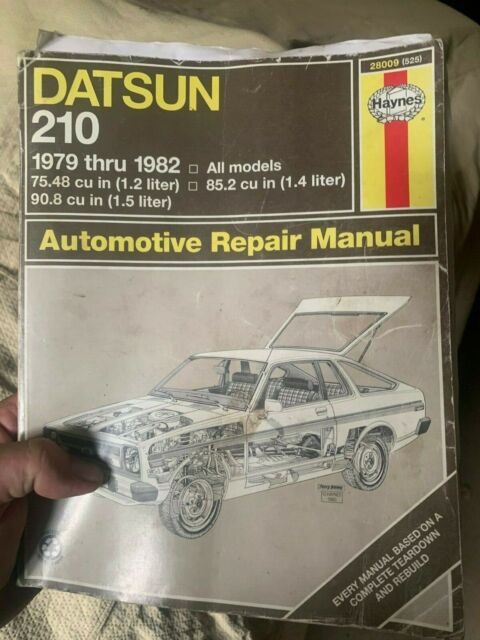 28009 (525)
DATSUN
210
Haynes
1979 thru 1982 □ All models
75.48 cu in (1.2 liter) □ 85.2 cu in (1.4 liter)
90.8 cu in (1.5 liter)
Automotive Repair Manual
EVERY MANUAL BASED ON A
COMPLETE TEARDOWN
AND REBUILD